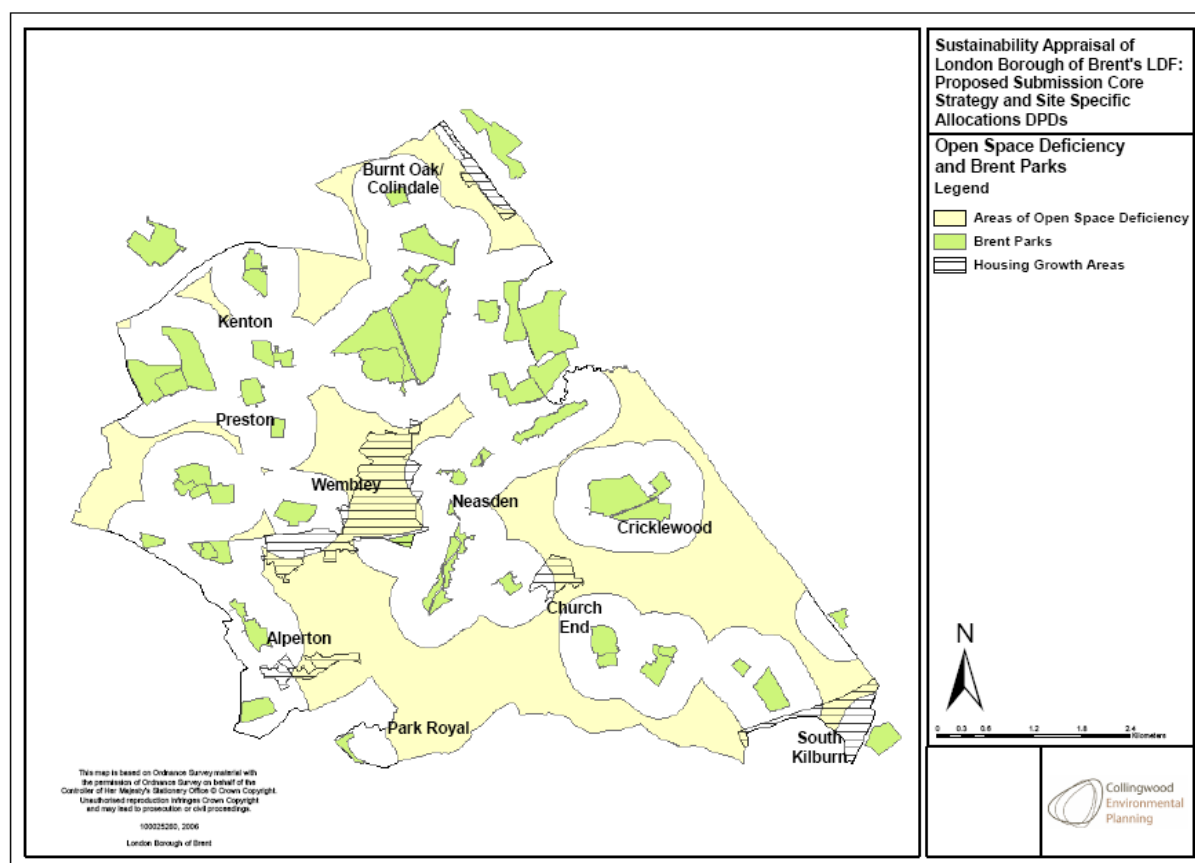 Sustainability Appraisal of
London Borough of Brent's LDF:
Proposed Submission Core
Strategy and Site Specific
Allocations DPDs
Open Space Deficiency
and Brent Parks
Legend
Areas of Open Space Deficiency
Brent Parks
Housing Growth Areas
Burnt Oak/
Colindale
Kenton
Preston
Wembley
Neasden
Cricklewood
Church
End
Alperton
Park Royal
South
Kilburn
N
0 0.3 0.6 1.2 1.8 2.4
Kilometers
This map is based on Ordnance Survey material with
the permission of Ordnance Survey on behalf of the
Controller of Her Majesty's Stationery Office © Crown Copyright.
Unauthorised reproduction infringes Crown Copyright
and may lead to prosecution or civil proceedings.
100025260, 2006
London Borough of Brent
Collingwood
Environmental
Planning